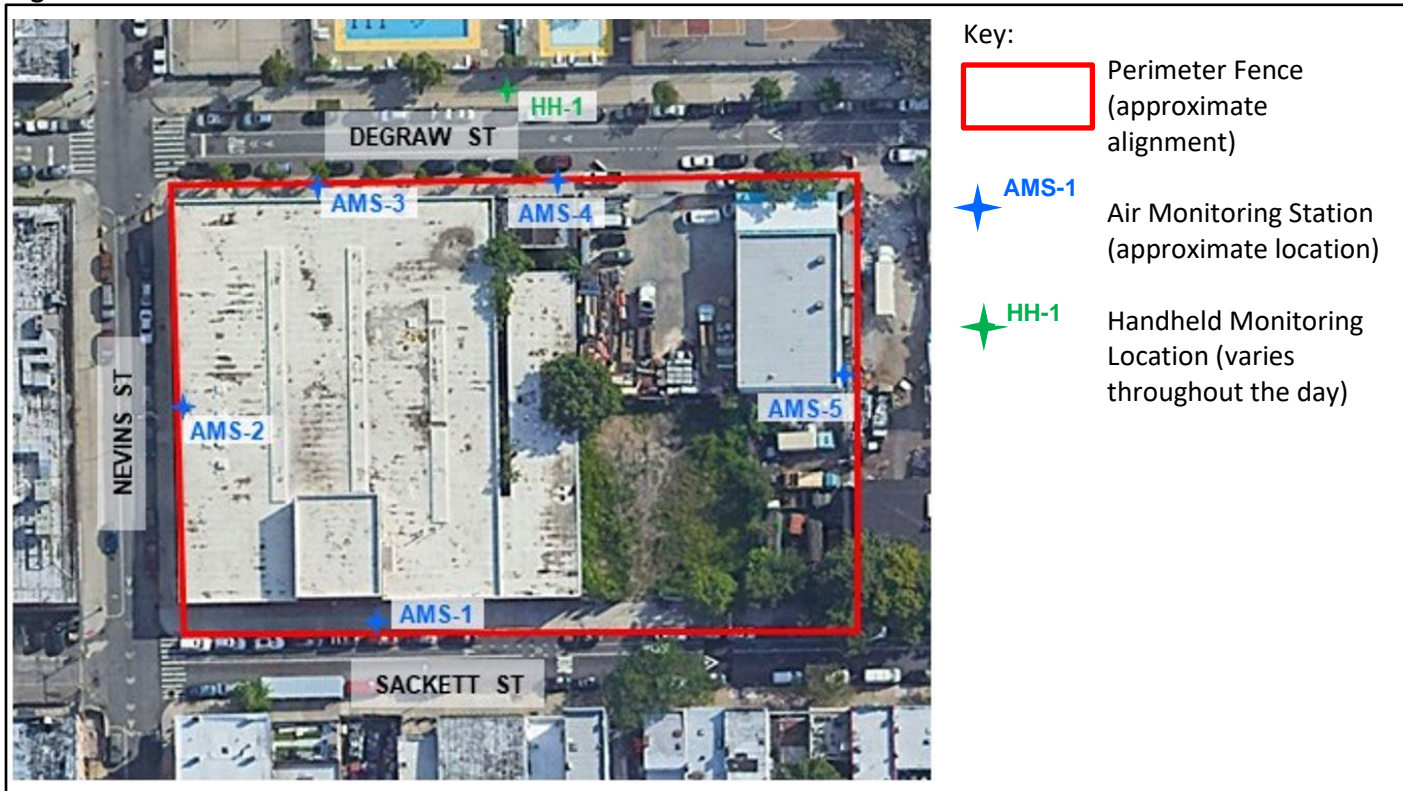 HH-1
DEGRAW ST
AMS-3
AMS-4
NEVINS ST
AMS-2
AMS-5
AMS-1
SACKETT ST
Key:
Perimeter Fence
(approximate
alignment)
AMS-1
Air Monitoring Station
(approximate location)
HH-1
Handheld Monitoring
Location (varies
throughout the day)